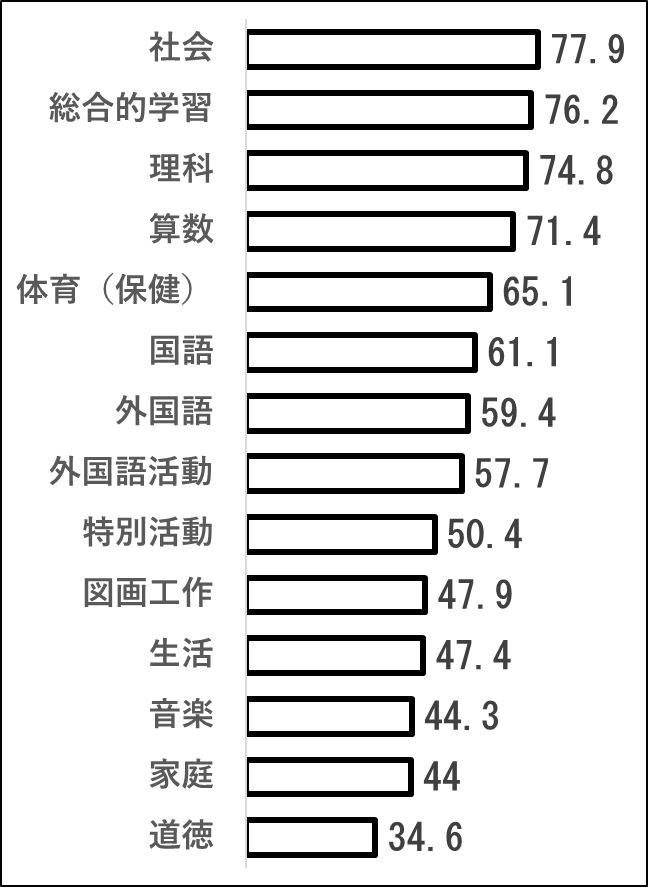 社会 77.9
総合的学習 76.2
理科 74.8
算数 71.4
体育（保健） 65.1
国語 61.1
外国語 59.4
外国語活動 57.7
特別活動 50.4
図画工作 47.9
生活 47.4
音楽 44.3
家庭 44
道徳 34.6